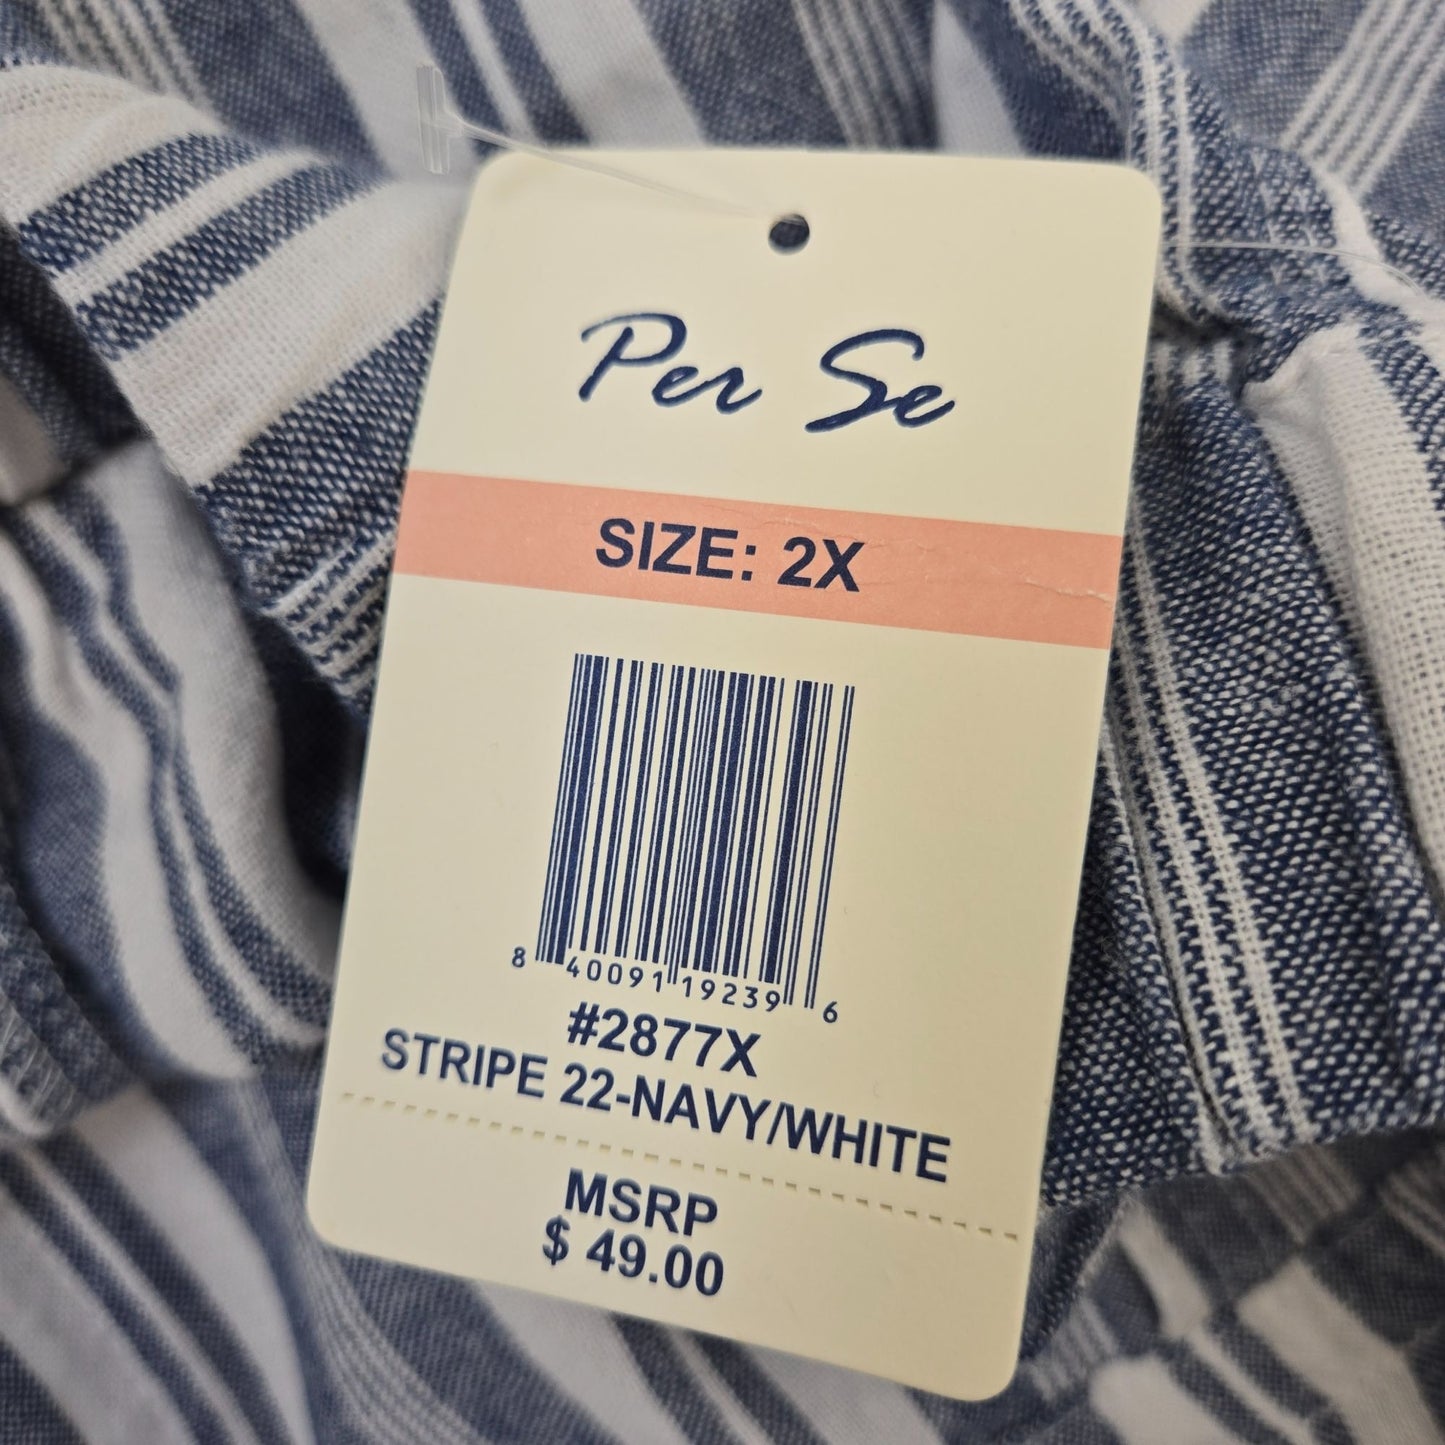 Per Se
SIZE: 2X
8 40091 19239 6
#2877X
STRIPE 22-NAVY/WHITE
MSRP
$ 49.00